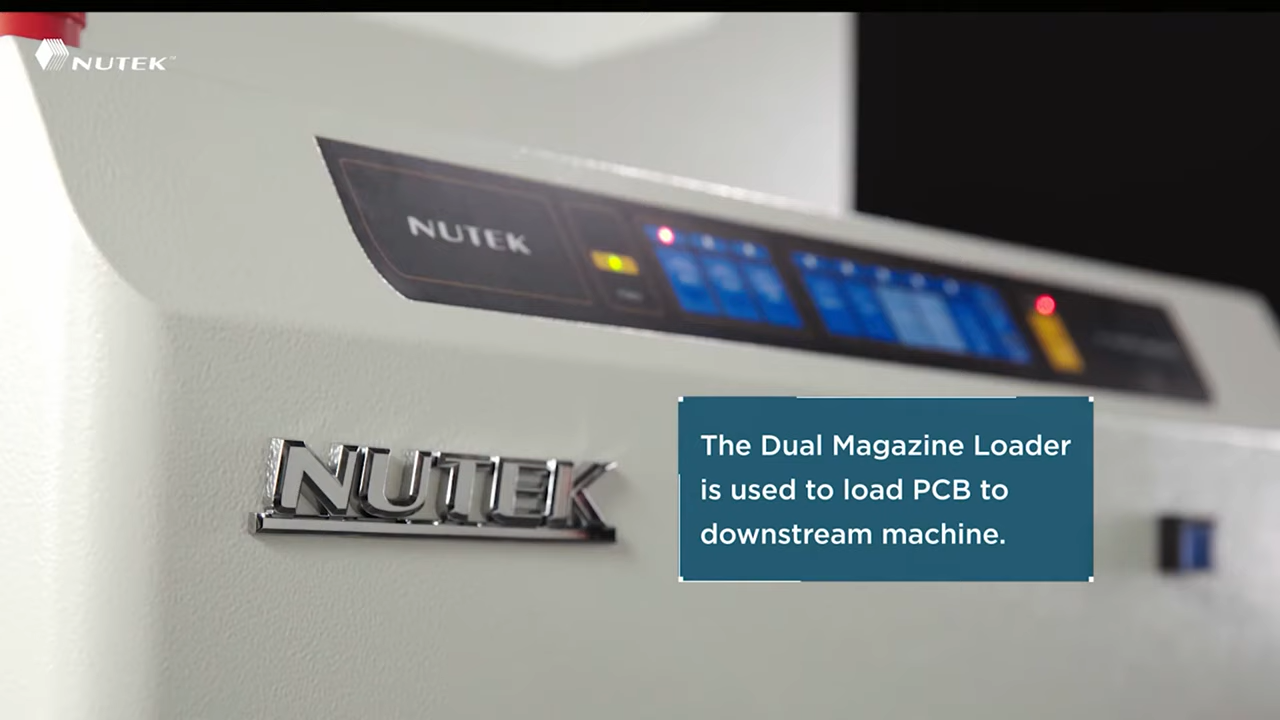 NUTEK
NUTEK
NUTEK
The Dual Magazine Loader
is used to load PCB to
downstream machine.